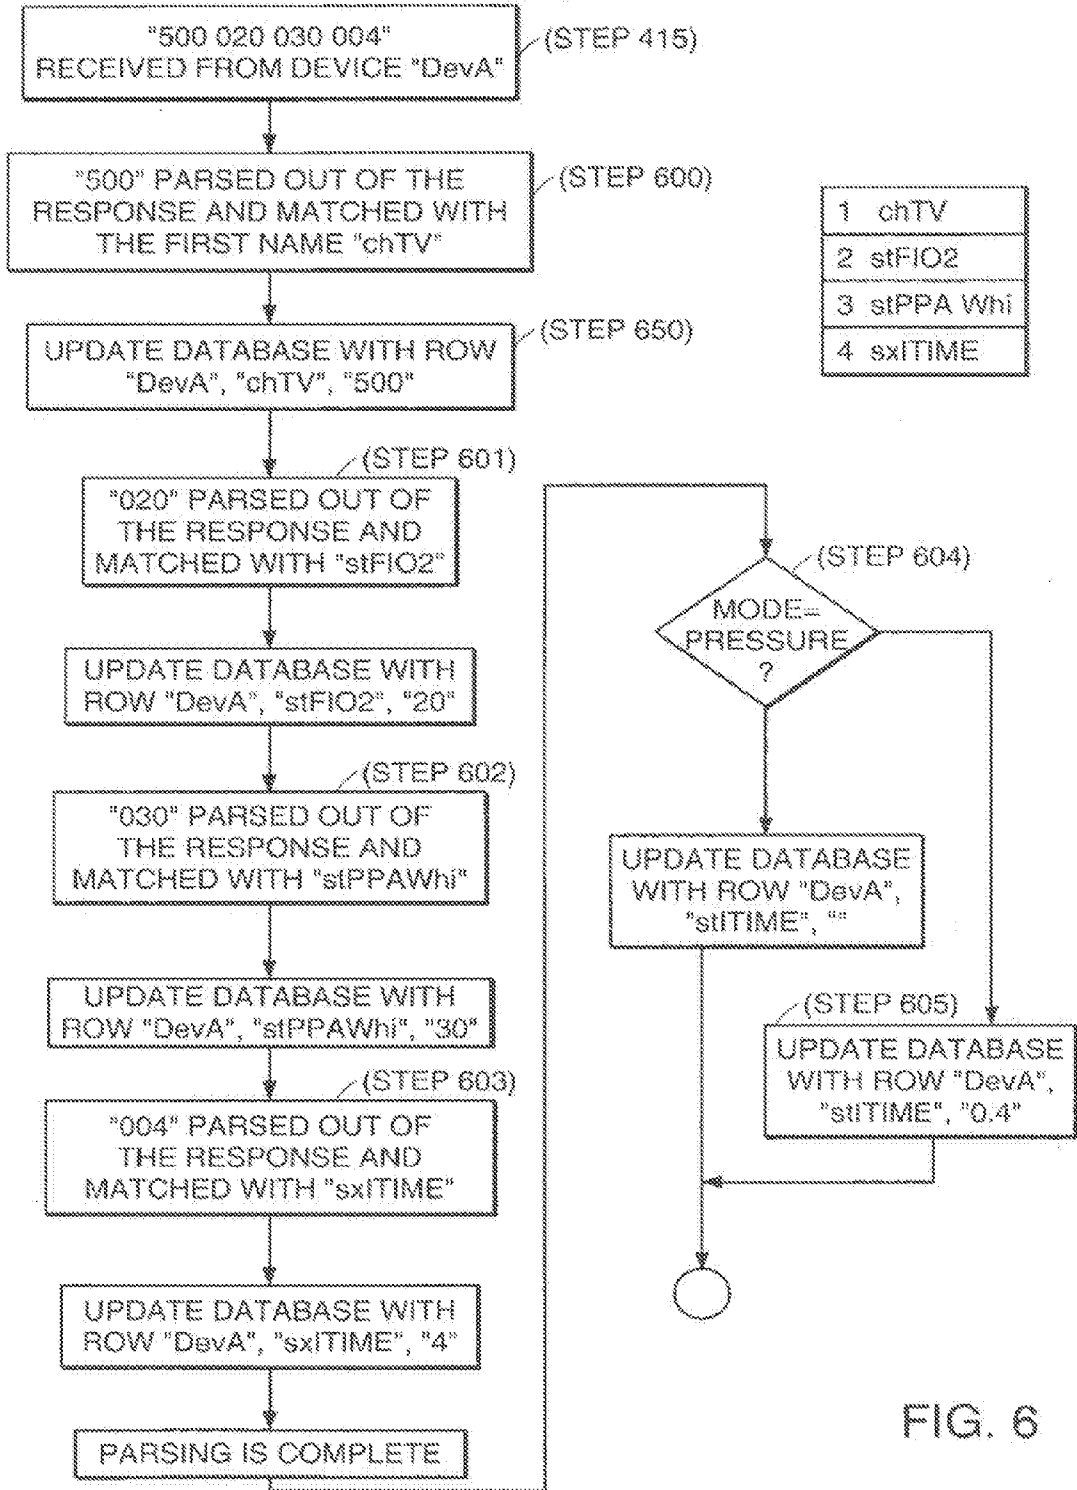 "500 020 030 004"
RECEIVED FROM DEVICE "DevA"
(STEP 415)
"500" PARSED OUT OF THE
RESPONSE AND MATCHED WITH
THE FIRST NAME "chTV"
(STEP 600)
UPDATE DATABASE WITH ROW
"DevA", "chTV", "500"
(STEP 650)
(STEP 601)
"020" PARSED OUT OF
THE RESPONSE AND
MATCHED WITH "stFIO2"
UPDATE DATABASE WITH
ROW "DevA", "stFIO2", "20"
(STEP 602)
"030" PARSED OUT OF
THE RESPONSE AND
MATCHED WITH "stPPAWhi"
UPDATE DATABASE WITH
ROW "DevA", "stPPAWhi", "30"
(STEP 603)
"004" PARSED OUT OF
THE RESPONSE AND
MATCHED WITH "sxITIME"
UPDATE DATABASE WITH
ROW "DevA", "sxITIME", "4"
PARSING IS COMPLETE
1 chTV
2 stFIO2
3 stPPA Whi
4 sxITIME
(STEP 604)
MODE=
PRESSURE
?
UPDATE DATABASE
WITH ROW "DevA",
"stITIME", ""
(STEP 605)
UPDATE DATABASE
WITH ROW "DevA",
"stITIME", "0.4"
FIG. 6